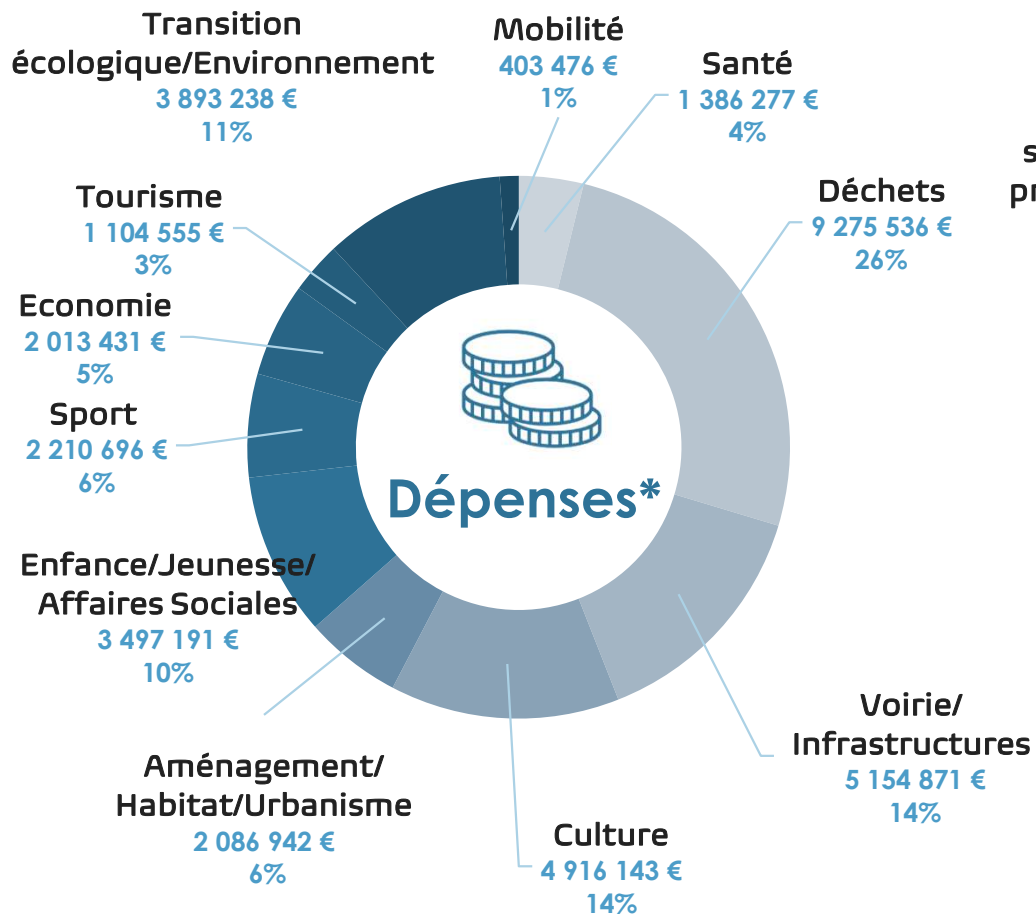 Transition
écologique/Environnement
3 893 238 €
11%
Mobilité
403 476 €
1%
Santé
1 386 277 €
4%
Déchets
9 275 536 €
26%
s
pr
Tourisme
1 104 555 €
3%
Economie
2 013 431 €
5%
Sport
2 210 696 €
6%
Dépenses*
Enfance/Jeunesse/
Affaires Sociales
3 497 191 €
10%
Voirie/
Infrastructures
5 154 871 €
14%
Aménagement/
Habitat/Urbanisme
2 086 942 €
6%
Culture
4 916 143 €
14%